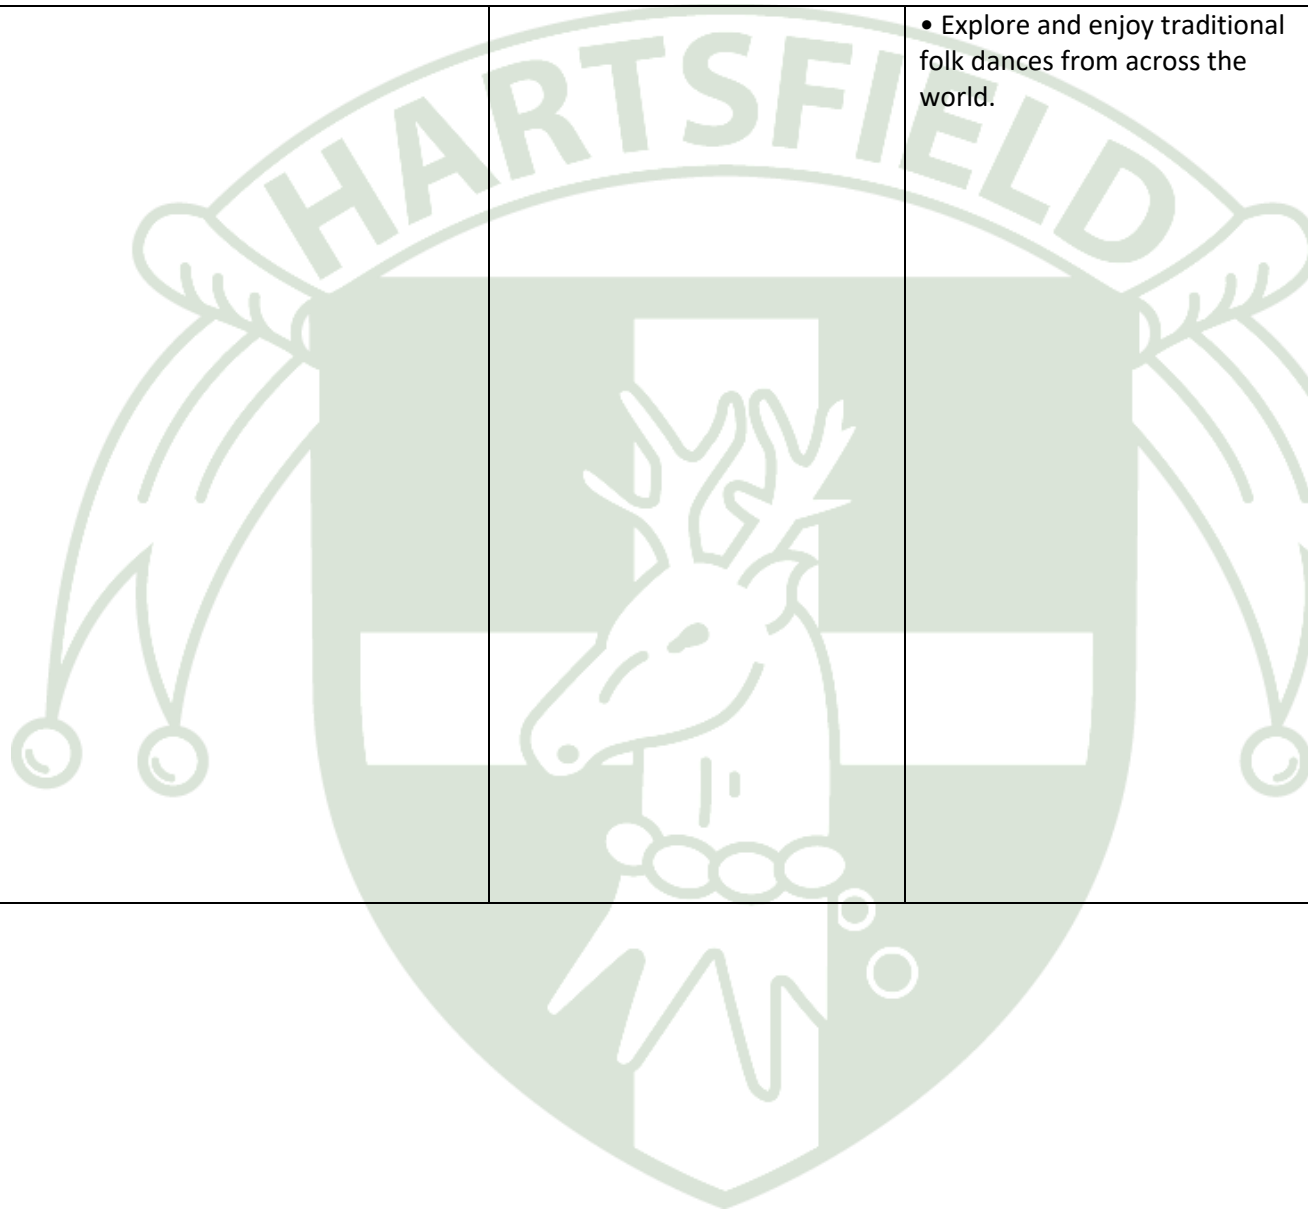 • Explore and enjoy traditional
folk dances from across the
world.
HARTSFIELD